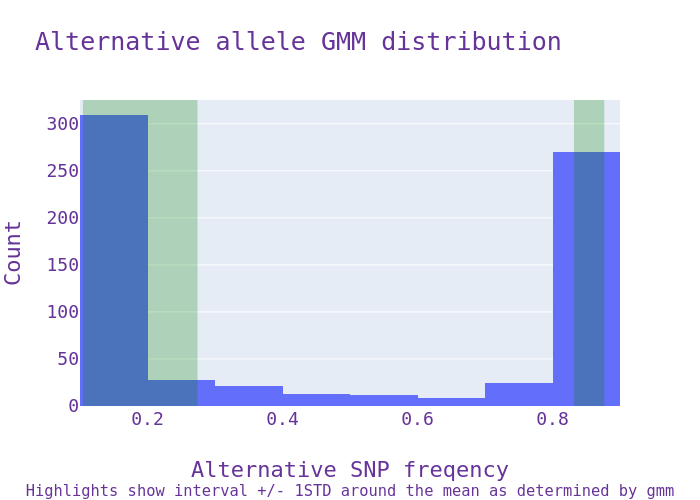 Alternative allele GMM distribution
300
250
200
150
100
50
0
Count
0.2 0.4 0.6 0.8
Alternative SNP freqency
Highlights show interval +/- 1STD around the mean as determined by gmm